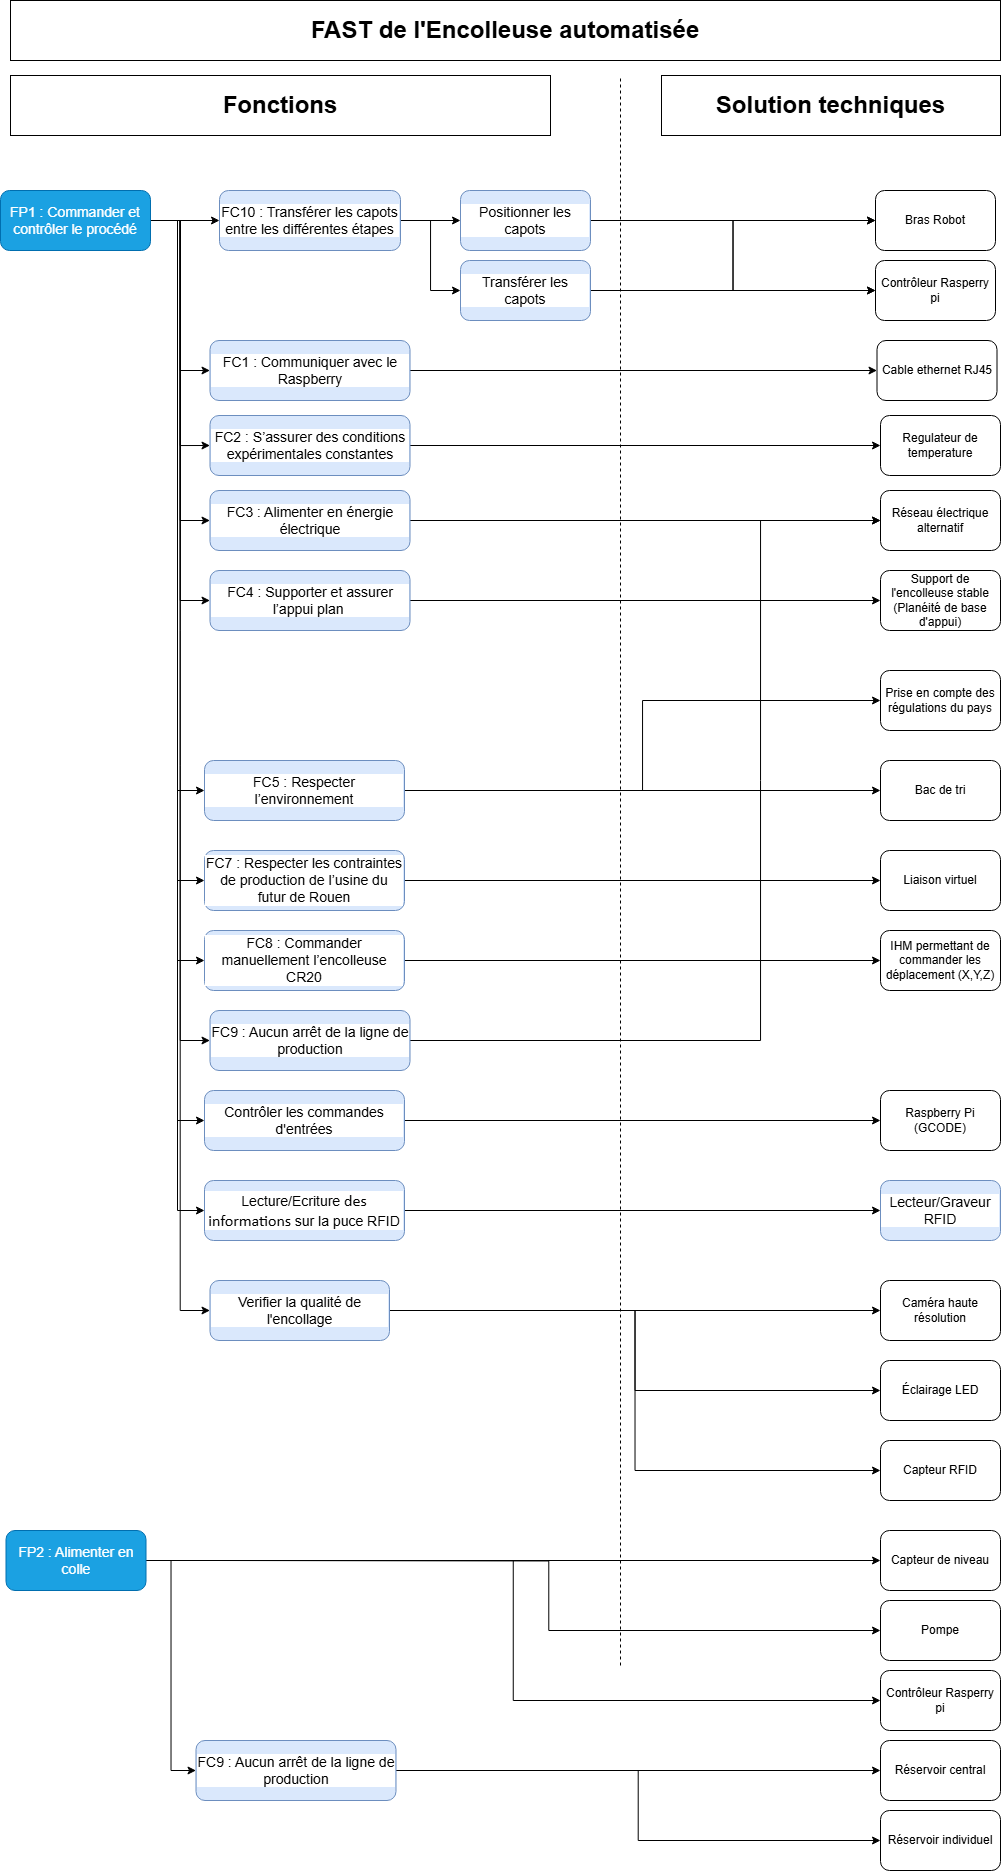 FAST de l'Encolleuse automatisée
Fonctions
Solution techniques
FP1 : Commander et
contrôler le procédé
FC10 : Transférer les capots
entre les différentes étapes
Positionner les
capots
Bras Robot
Transférer les
capots
Contrôleur Rasperry
pi
FC1 : Communiquer avec le
Raspberry
Cable ethernet RJ45
FC2 : S’assurer des conditions
expérimentales constantes
Regulateur de
temperature
FC3 : Alimenter en énergie
électrique
Réseau électrique
alternatif
FC4 : Supporter et assurer
l’appui plan
Support de
l'encolleuse stable
(Planéité de base
d'appui)
Prise en compte des
régulations du pays
FC5 : Respecter
l’environnement
Bac de tri
FC7 : Respecter les contraintes
de production de l’usine du
futur de Rouen
Liaison virtuel
FC8 : Commander
manuellement l’encolleuse
CR20
IHM permettant de
commander les
déplacement (X,Y,Z)
FC9 : Aucun arrêt de la ligne de
production
Contrôler les commandes
d'entrées
Raspberry Pi
(GCODE)
Lecture/Ecriture des
informations sur la puce RFID
Lecteur/Graveur
RFID
Verifier la qualité de
l'encollage
Caméra haute
résolution
Éclairage LED
Capteur RFID
FP2 : Alimenter en
colle
Capteur de niveau
Pompe
Contrôleur Rasperry
pi
FC9 : Aucun arrêt de la ligne de
production
Réservoir central
Réservoir individuel